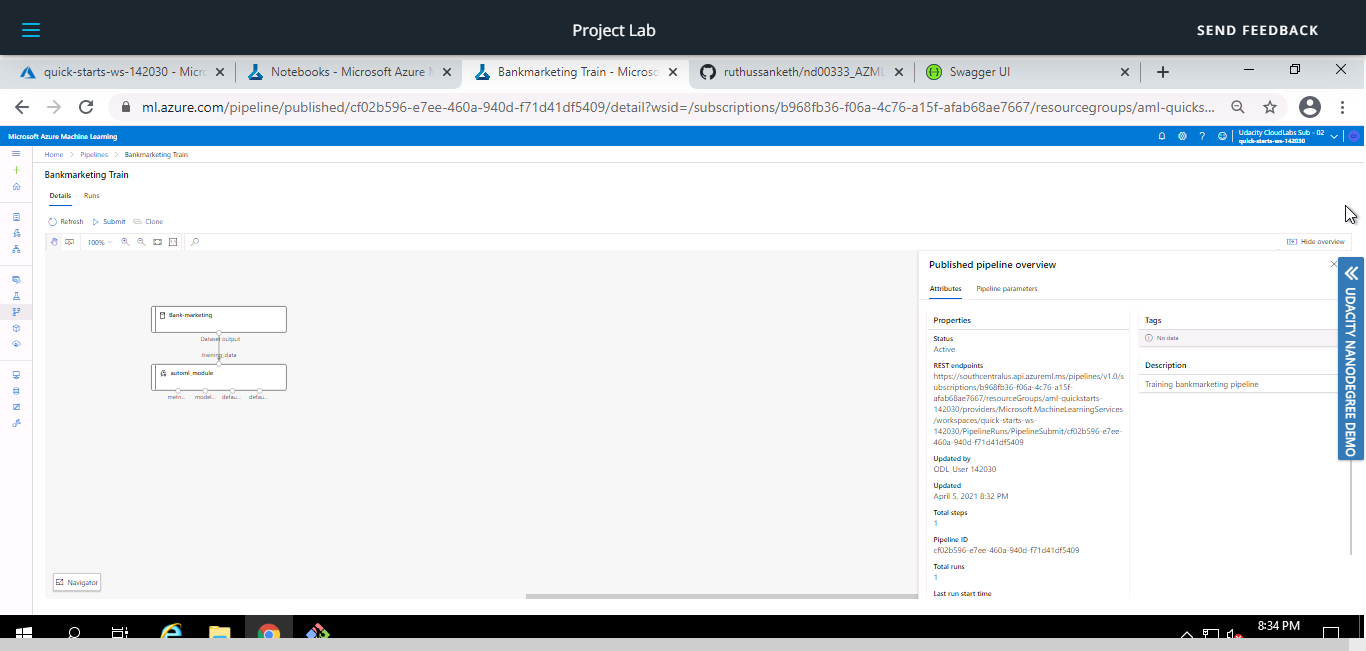 Project Lab
SEND FEEDBACK
quick-starts-ws-142030 - Micr
Notebooks - Microsoft Azure
Bankmarketing Train - Microso
ruthussanketh/nd00333_AZML
Swagger UI
ml.azure.com/pipeline/published/cf02b596-e7ee-460a-940d-f71d41df5409/detail?wsid=/subscriptions/b968fb36-f06a-4c76-a15f-afab68ae7667/resourcegroups/aml-quicks...
Microsoft Azure Machine Learning
Udacity CloudLabs Sub - 02
quick-starts-ws-142030
Home > Pipelines > Bankmarketing Train
Bankmarketing Train
Details Runs
Refresh Submit Clone
100%
Hide overview
Bank-marketing
Dataset output
training_data
automl_module
metri... model... defau... defau...
Navigator
Published pipeline overview
Attributes Pipeline parameters
Properties
Status
Active
REST endpoints
https://southcentralus.api.azureml.ms/pipelines/v1.0/s
ubscriptions/b968fb36-f06a-4c76-a15f-
afab68ae7667/resourceGroups/aml-quickstarts-
142030/providers/Microsoft.MachineLearningServices
/workspaces/quick-starts-ws-
142030/PipelineRuns/PipelineSubmit/cf02b596-e7ee-
460a-940d-f71d41df5409
Updated by
ODL_User 142030
Updated
April 5, 2021 8:32 PM
Total steps
1
Pipeline ID
cf02b596-e7ee-460a-940d-f71d41df5409
Total runs
1
Last run start time
Tags
No data
Description
Training bankmarketing pipeline
UDACITY NANODEGREE DEMO
8:34 PM